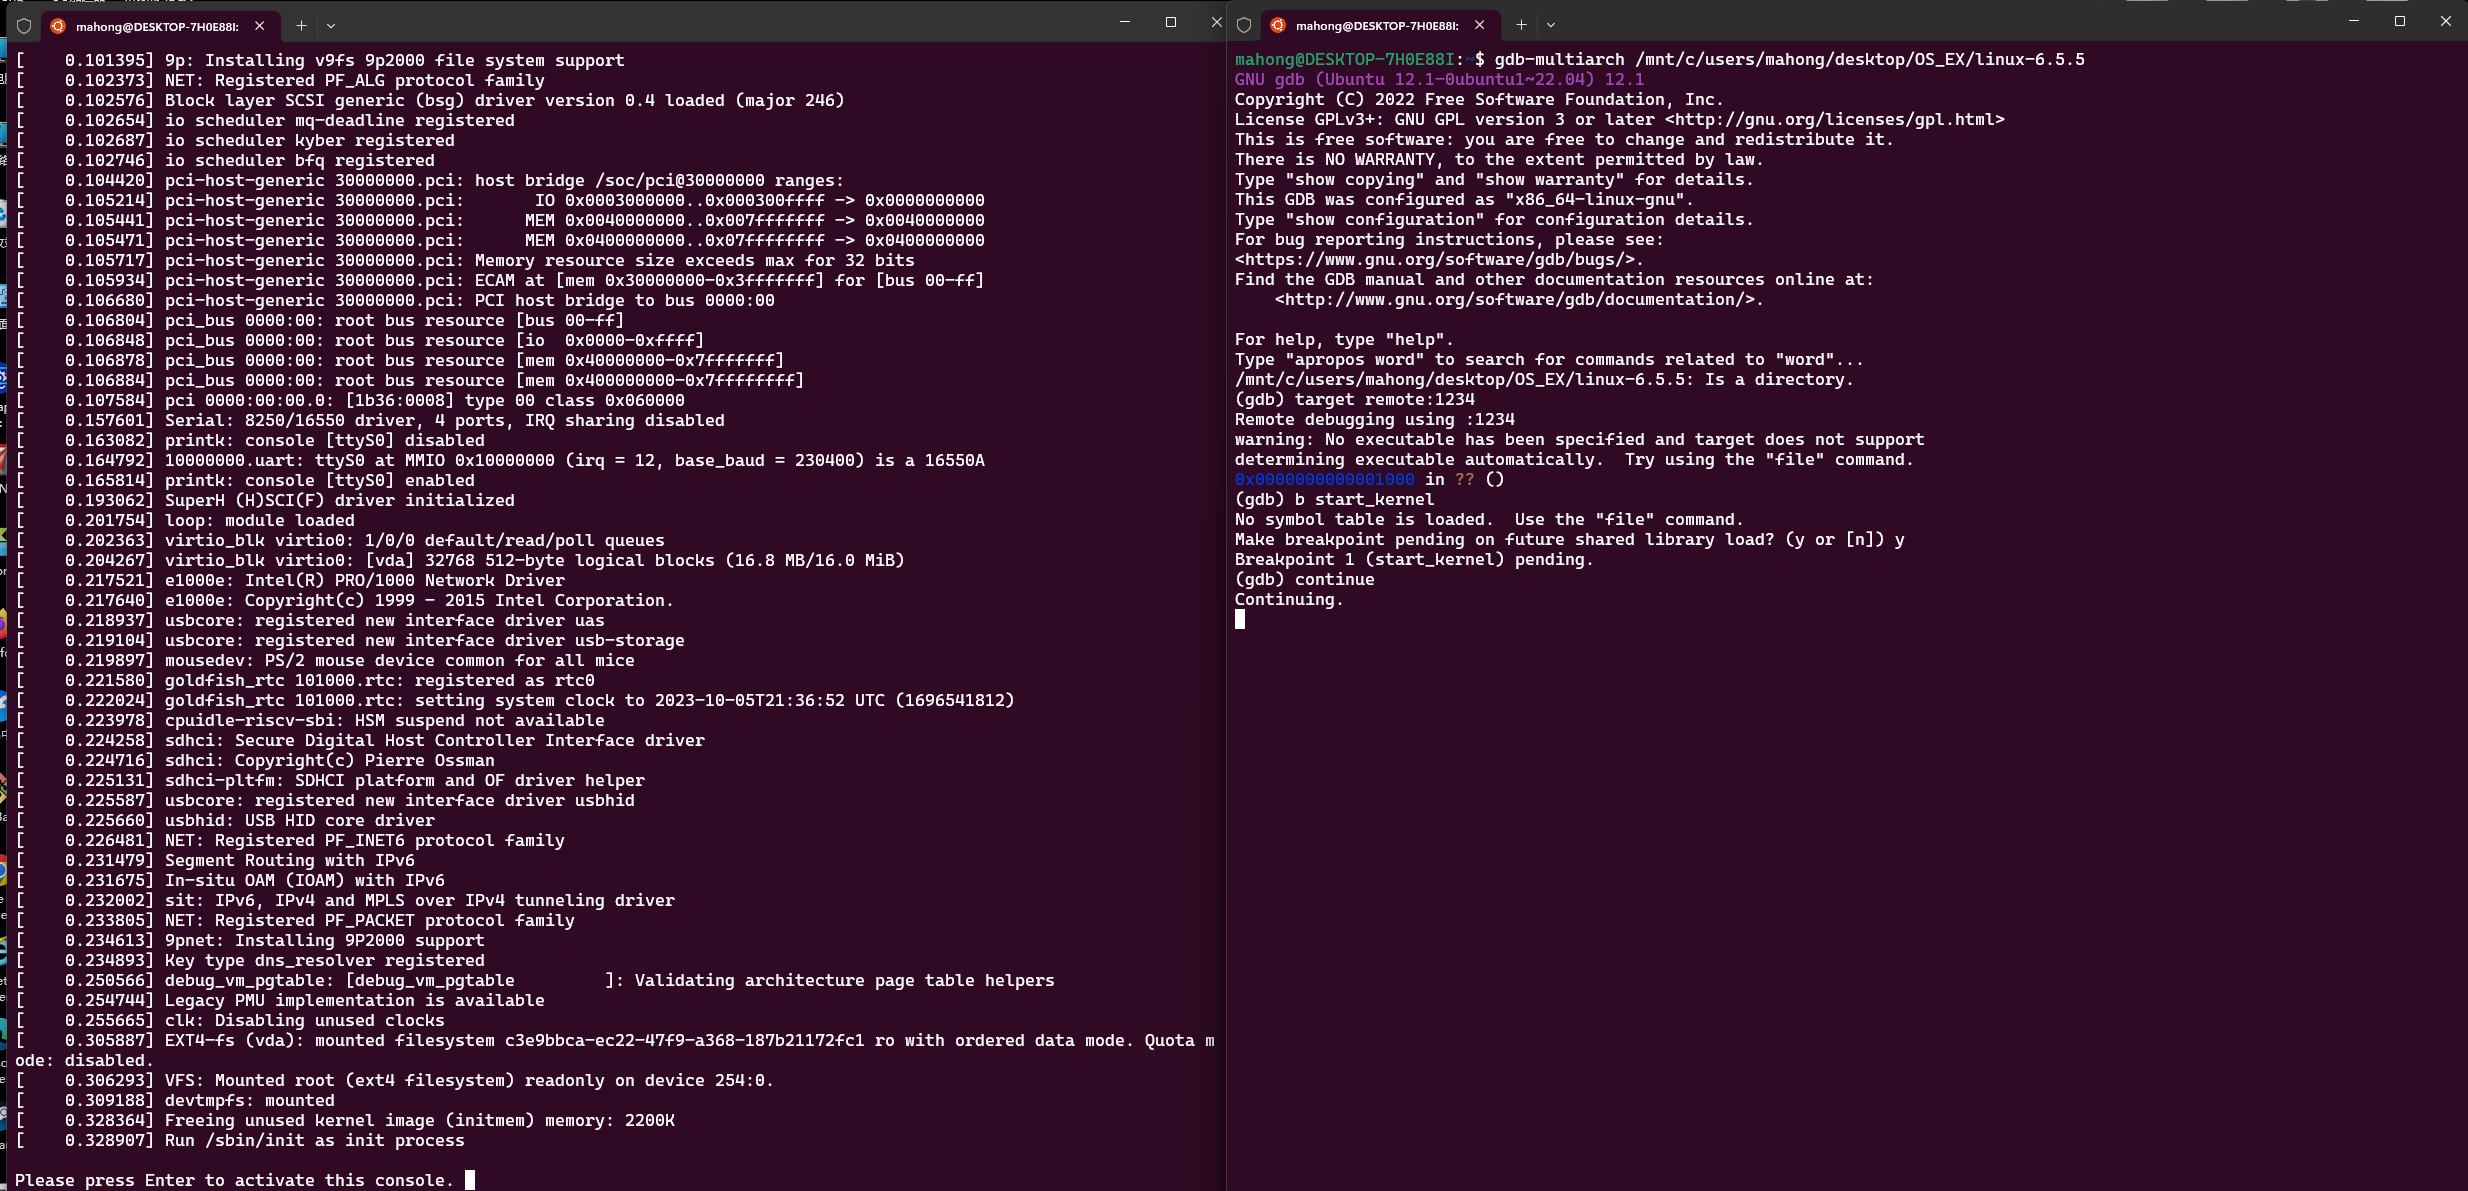 mahong@DESKTOP-7H0E88I:
[    0.101395] 9p: Installing v9fs 9p2000 file system support
[    0.102373] NET: Registered PF_ALG protocol family
[    0.102576] Block layer SCSI generic (bsg) driver version 0.4 loaded (major 246)
[    0.102654] io scheduler mq-deadline registered
[    0.102687] io scheduler kyber registered
[    0.102746] io scheduler bfq registered
[    0.104420] pci-host-generic 30000000.pci: host bridge /soc/pci@30000000 ranges:
[    0.105214] pci-host-generic 30000000.pci:       IO 0x0003000000..0x000300ffff -> 0x0000000000
[    0.105441] pci-host-generic 30000000.pci:      MEM 0x0040000000..0x007fffffff -> 0x0040000000
[    0.105471] pci-host-generic 30000000.pci:      MEM 0x0400000000..0x07ffffffff -> 0x0400000000
[    0.105717] pci-host-generic 30000000.pci: Memory resource size exceeds max for 32 bits
[    0.105934] pci-host-generic 30000000.pci: ECAM at [mem 0x30000000-0x3fffffff] for [bus 00-ff]
[    0.106680] pci-host-generic 30000000.pci: PCI host bridge to bus 0000:00
[    0.106804] pci_bus 0000:00: root bus resource [bus 00-ff]
[    0.106848] pci_bus 0000:00: root bus resource [io  0x0000-0xffff]
[    0.106878] pci_bus 0000:00: root bus resource [mem 0x40000000-0x7fffffff]
[    0.106884] pci_bus 0000:00: root bus resource [mem 0x400000000-0x7ffffffff]
[    0.107584] pci 0000:00:00.0: [1b36:0008] type 00 class 0x060000
[    0.157601] Serial: 8250/16550 driver, 4 ports, IRQ sharing disabled
[    0.163082] printk: console [ttyS0] disabled
[    0.164792] 10000000.uart: ttyS0 at MMIO 0x10000000 (irq = 12, base_baud = 230400) is a 16550A
[    0.165814] printk: console [ttyS0] enabled
[    0.193062] SuperH (H)SCI(F) driver initialized
[    0.201754] loop: module loaded
[    0.202363] virtio_blk virtio0: 1/0/0 default/read/poll queues
[    0.204267] virtio_blk virtio0: [vda] 32768 512-byte logical blocks (16.8 MB/16.0 MiB)
[    0.217521] e1000e: Intel(R) PRO/1000 Network Driver
[    0.217640] e1000e: Copyright(c) 1999 - 2015 Intel Corporation.
[    0.218937] usbcore: registered new interface driver uas
[    0.219104] usbcore: registered new interface driver usb-storage
[    0.219897] mousedev: PS/2 mouse device common for all mice
[    0.221580] goldfish_rtc 101000.rtc: registered as rtc0
[    0.222024] goldfish_rtc 101000.rtc: setting system clock to 2023-10-05T21:36:52 UTC (1696541812)
[    0.223978] cpuidle-riscv-sbi: HSM suspend not available
[    0.224258] sdhci: Secure Digital Host Controller Interface driver
[    0.224716] sdhci: Copyright(c) Pierre Ossman
[    0.225131] sdhci-pltfm: SDHCI platform and OF driver helper
[    0.225587] usbcore: registered new interface driver usbhid
[    0.225660] usbhid: USB HID core driver
[    0.226481] NET: Registered PF_INET6 protocol family
[    0.231479] Segment Routing with IPv6
[    0.231675] In-situ OAM (IOAM) with IPv6
[    0.232002] sit: IPv6, IPv4 and MPLS over IPv4 tunneling driver
[    0.233805] NET: Registered PF_PACKET protocol family
[    0.234613] 9pnet: Installing 9P2000 support
[    0.234893] Key type dns_resolver registered
[    0.250566] debug_vm_pgtable: [debug_vm_pgtable         ]: Validating architecture page table helpers
[    0.254744] Legacy PMU implementation is available
[    0.255665] clk: Disabling unused clocks
[    0.305887] EXT4-fs (vda): mounted filesystem c3e9bbca-ec22-47f9-a368-187b21172fc1 ro with ordered data mode. Quota m
ode: disabled.
[    0.306293] VFS: Mounted root (ext4 filesystem) readonly on device 254:0.
[    0.309188] devtmpfs: mounted
[    0.328364] Freeing unused kernel image (initmem) memory: 2200K
[    0.328907] Run /sbin/init as init process
Please press Enter to activate this console.
mahong@DESKTOP-7H0E88I:
mahong@DESKTOP-7H0E88I:~$ gdb-multiarch /mnt/c/users/mahong/desktop/OS_EX/linux-6.5.5
GNU gdb (Ubuntu 12.1-0ubuntu1~22.04) 12.1
Copyright (C) 2022 Free Software Foundation, Inc.
License GPLv3+: GNU GPL version 3 or later <http://gnu.org/licenses/gpl.html>
This is free software: you are free to change and redistribute it.
There is NO WARRANTY, to the extent permitted by law.
Type "show copying" and "show warranty" for details.
This GDB was configured as "x86_64-linux-gnu".
Type "show configuration" for configuration details.
For bug reporting instructions, please see:
<https://www.gnu.org/software/gdb/bugs/>.
Find the GDB manual and other documentation resources online at:
    <http://www.gnu.org/software/gdb/documentation/>.
For help, type "help".
Type "apropos word" to search for commands related to "word"...
/mnt/c/users/mahong/desktop/OS_EX/linux-6.5.5: Is a directory.
(gdb) target remote:1234
Remote debugging using :1234
warning: No executable has been specified and target does not support
determining executable automatically.  Try using the "file" command.
0x0000000000001000 in ?? ()
(gdb) b start_kernel
No symbol table is loaded.  Use the "file" command.
Make breakpoint pending on future shared library load? (y or [n]) y
Breakpoint 1 (start_kernel) pending.
(gdb) continue
Continuing.